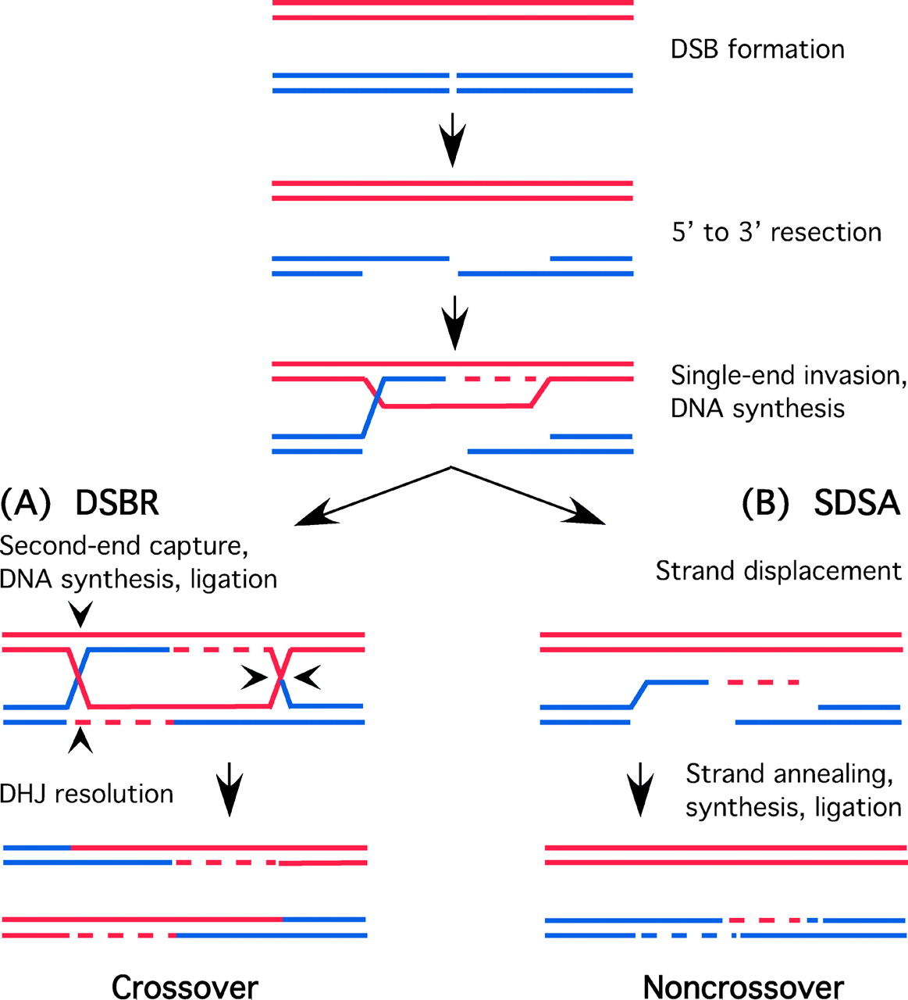 DSB formation
5’ to 3’ resection
Single-end invasion,
DNA synthesis
(A) DSBR
Second-end capture,
DNA synthesis, ligation
DHJ resolution
Crossover
(B) SDSA
Strand displacement
Strand annealing,
synthesis, ligation
Noncrossover